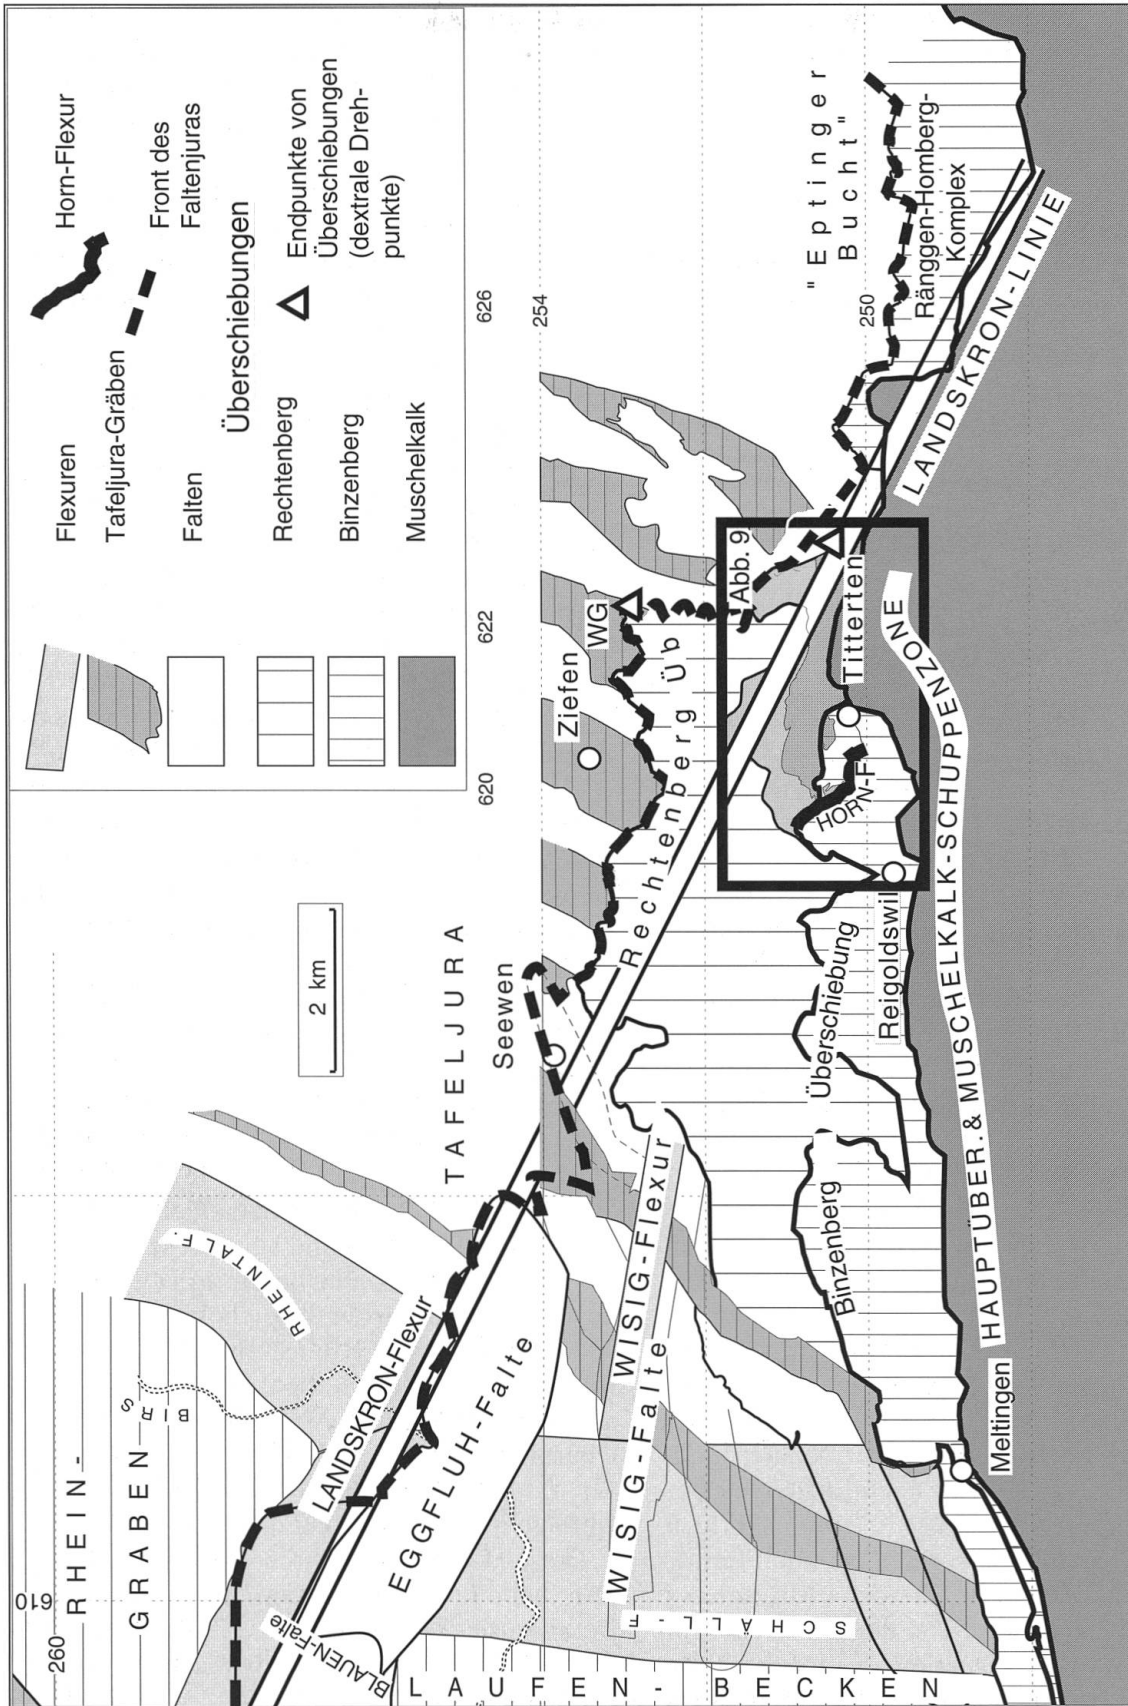 Flexuren
Horn-Flexur
Tafeljura-Gräben
Front des
Faltenjuras
Falten
Überschiebungen
Rechtenberg
Endpunkte von
Überschiebungen
(dextrale Dreh-
punkte)
Binzenberg
Muschelkalk
610
620
622
626
260
254
250
RHEIN-
GRABEN
BIRS
RHEINTAL F.
TAFELJURA
2 km
LANDSKRON-Flexur
Seewen
Ziefen
WG
"Eptinger
Bucht"
BLAUEN-Falte
EGGFLUH-Falte
Rechtenberg Üb
Abb. 9
Ränggen-Homberg-
Komplex
WISIG-Flexur
WISIG-Falte
SCHÄLL-F
LAUFEN-BECKEN
Binzenberg
Überschiebung
HORN-F
Titterten
Reigoldswil
LANDSKRON-LINIE
Meltingen
HAUPTÜBER. & MUSCHELKALK-SCHUPPENZONE